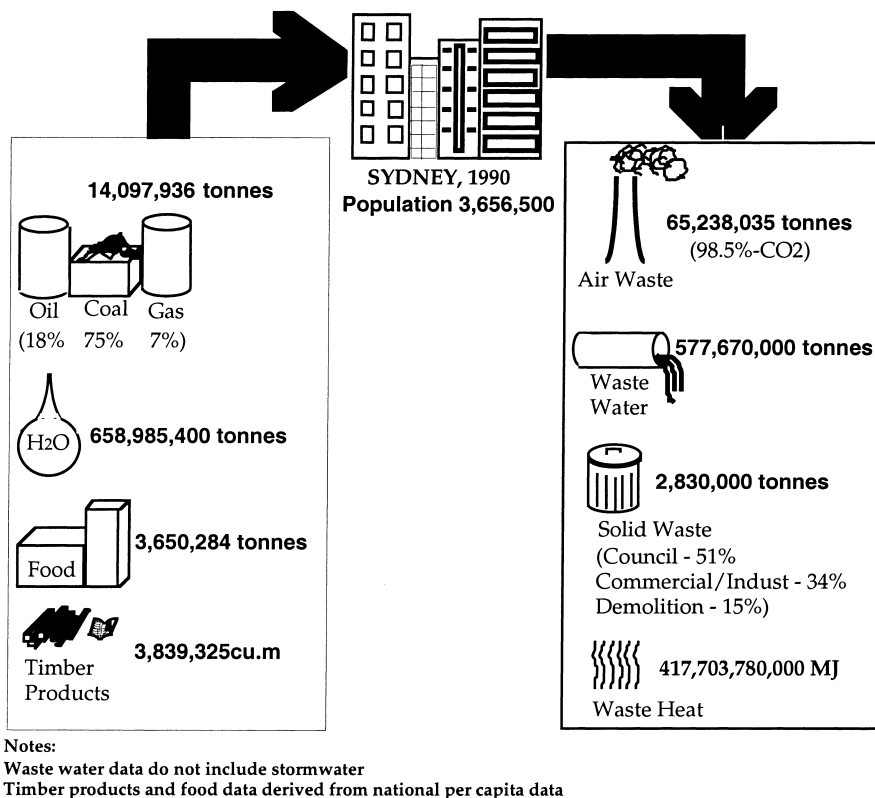 SYDNEY, 1990
Population 3,656,500
14,097,936 tonnes
Oil Coal Gas
(18% 75% 7%)
H2O
658,985,400 tonnes
Food
3,650,284 tonnes
Timber
Products
3,839,325cu.m
65,238,035 tonnes
(98.5%-CO2)
Air Waste
577,670,000 tonnes
Waste
Water
2,830,000 tonnes
Solid Waste
(Council - 51%
Commercial/Indust - 34%
Demolition - 15%)
417,703,780,000 MJ
Waste Heat
Notes:
Waste water data do not include stormwater
Timber products and food data derived from national per capita data